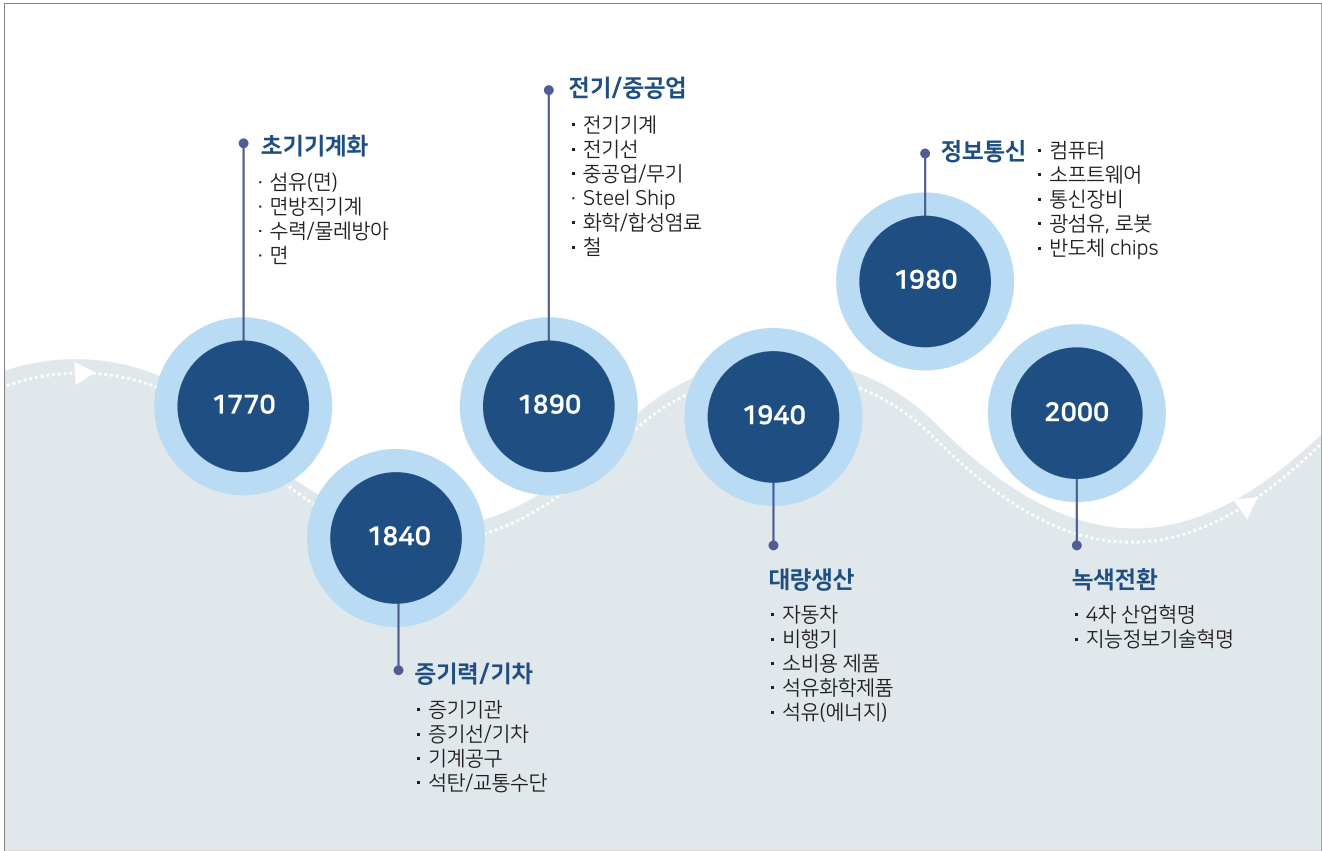 초기기계화
· 섬유(면)
· 면방직기계
· 수력/물레방아
· 면
1770
1840
증기력/기차
· 증기기관
· 증기선/기차
· 기계공구
· 석탄/교통수단
전기/중공업
· 전기기계
· 전기선
· 중공업/무기
· Steel Ship
· 화학/합성염료
· 철
1890
1940
대량생산
· 자동차
· 비행기
· 소비용 제품
· 석유화학제품
· 석유(에너지)
정보통신
· 컴퓨터
· 소프트웨어
· 통신장비
· 광섬유, 로봇
· 반도체 chips
1980
2000
녹색전환
· 4차 산업혁명
· 지능정보기술혁명